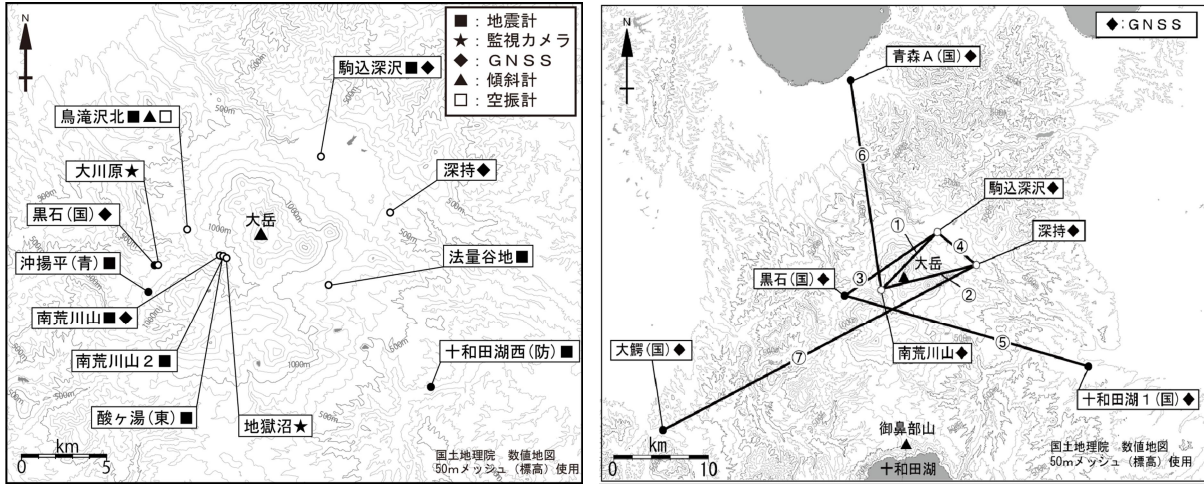 N
■：地震計
★：監視カメラ
◆：ＧＮＳＳ
▲：傾斜計
○：空振計
駒込深沢■◆
鳥滝沢北■▲□
大川原★
深持◆
黒石(国)◆
大岳
沖揚平(青)■
法量谷地■
南荒川山■◆
南荒川山２■
十和田湖西(防)■
酸ヶ湯(東)■
地獄沼★
km
0 5
国土地理院 数値地図
50mメッシュ（標高）使用
500m
1000m
N
◆：ＧＮＳＳ
青森Ａ(国)◆
⑥
駒込深沢◆
①
④
深持◆
大岳
黒石(国)◆
③
②
大鰐(国)◆
⑦
南荒川山◆
⑤
十和田湖１(国)◆
km
0 10
御鼻部山
十和田湖
国土地理院 数値地図
50mメッシュ（標高）使用